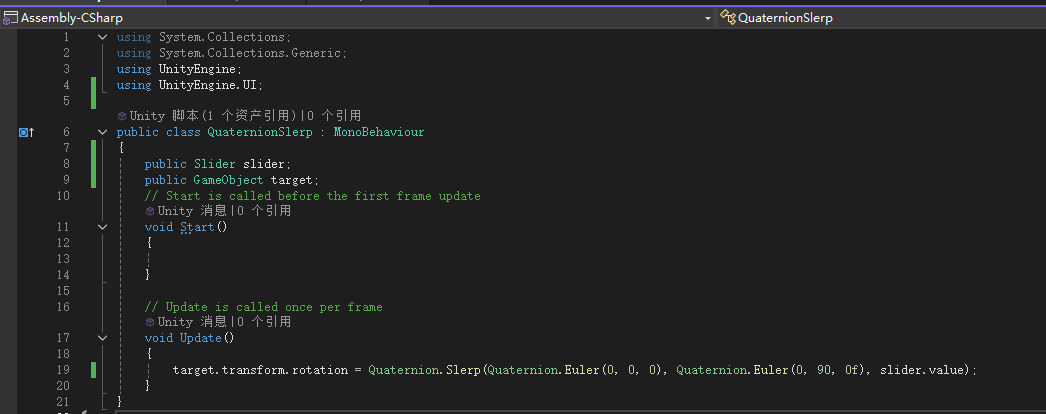 Assembly-CSharp QuaternionSlerp
1 using System.Collections;
2 using System.Collections.Generic;
3 using UnityEngine;
4 using UnityEngine.UI;
5
Unity 脚本(1 个资产引用)|0 个引用
6 public class QuaternionSlerp : MonoBehaviour
7 {
8 public Slider slider;
9 public GameObject target;
10 // Start is called before the first frame update
Unity 消息|0 个引用
11 void Start()
12 {
13
14 }
15
16 // Update is called once per frame
Unity 消息|0 个引用
17 void Update()
18 {
19 target.transform.rotation = Quaternion.Slerp(Quaternion.Euler(0, 0, 0), Quaternion.Euler(0, 90, 0f), slider.value);
20 }
21 }